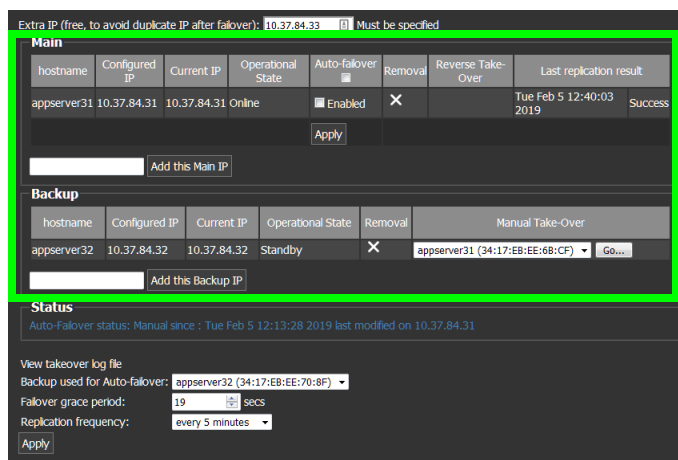 Extra IP (free, to avoid duplicate IP after failover): 10.37.84.33 Must be specified
Main
hostname Configured IP Current IP Operational State Auto-failover Removal Reverse Take-Over Last replication result
appserver31 10.37.84.31 10.37.84.31 Online Enabled Tue Feb 5 12:40:03 2019 Success
Apply
Add this Main IP
Backup
hostname Configured IP Current IP Operational State Removal Manual Take-Over
appserver32 10.37.84.32 10.37.84.32 Standby appserver31 (34:17:EB:EE:6B:CF) Go...
Add this Backup IP
Status
Auto-Failover status: Manual since : Tue Feb 5 12:13:28 2019 last modified on 10.37.84.31
View takeover log file
Backup used for Auto-failover: appserver32 (34:17:EB:EE:70:8F)
Failover grace period: 19 secs
Replication frequency: every 5 minutes
Apply